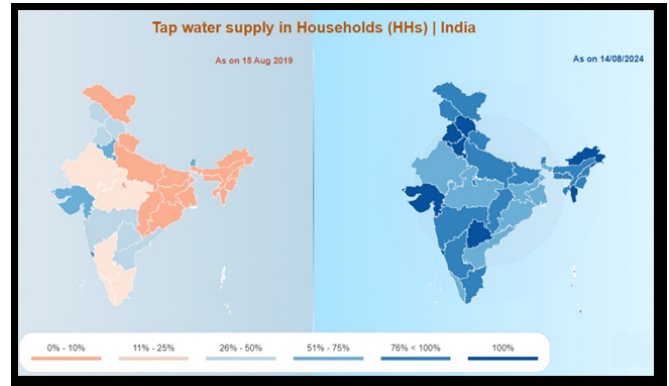 Tap water supply in Households (HHs) | India
As on 15 Aug 2019
As on 14/08/2024
0% - 10%
11% - 25%
26% - 50%
51% - 75%
76% < 100%
100%